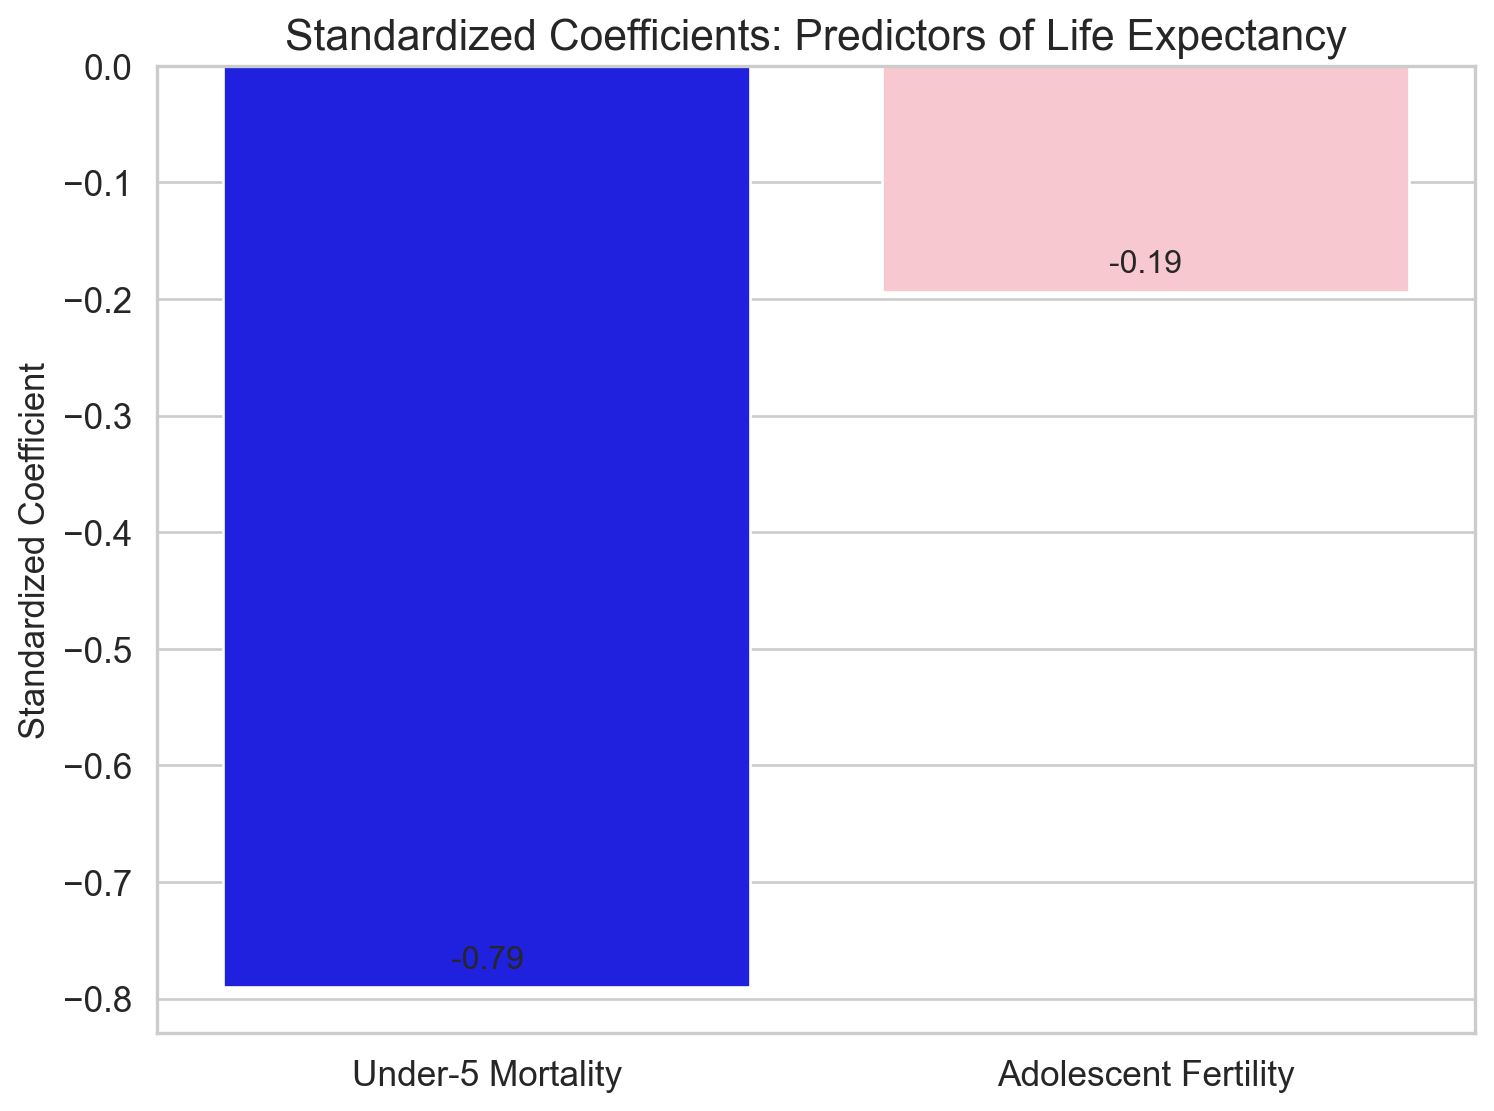 Standardized Coefficients: Predictors of Life Expectancy
0.0
−0.1
−0.2
−0.3
−0.4
−0.5
−0.6
−0.7
−0.8
Standardized Coefficient
-0.79
-0.19
Under-5 Mortality
Adolescent Fertility